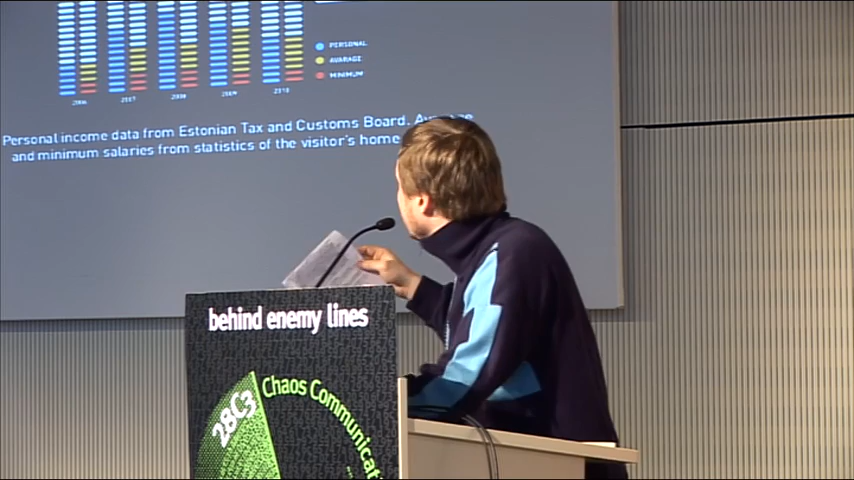 PERSONAL
AVARAGE
MINIMUM
2006 2007 2008 2009 2010
Personal income data from Estonian Tax and Customs Board. Average
and minimum salaries from statistics of the visitor's home
behind enemy lines
28C3
Chaos Communicat